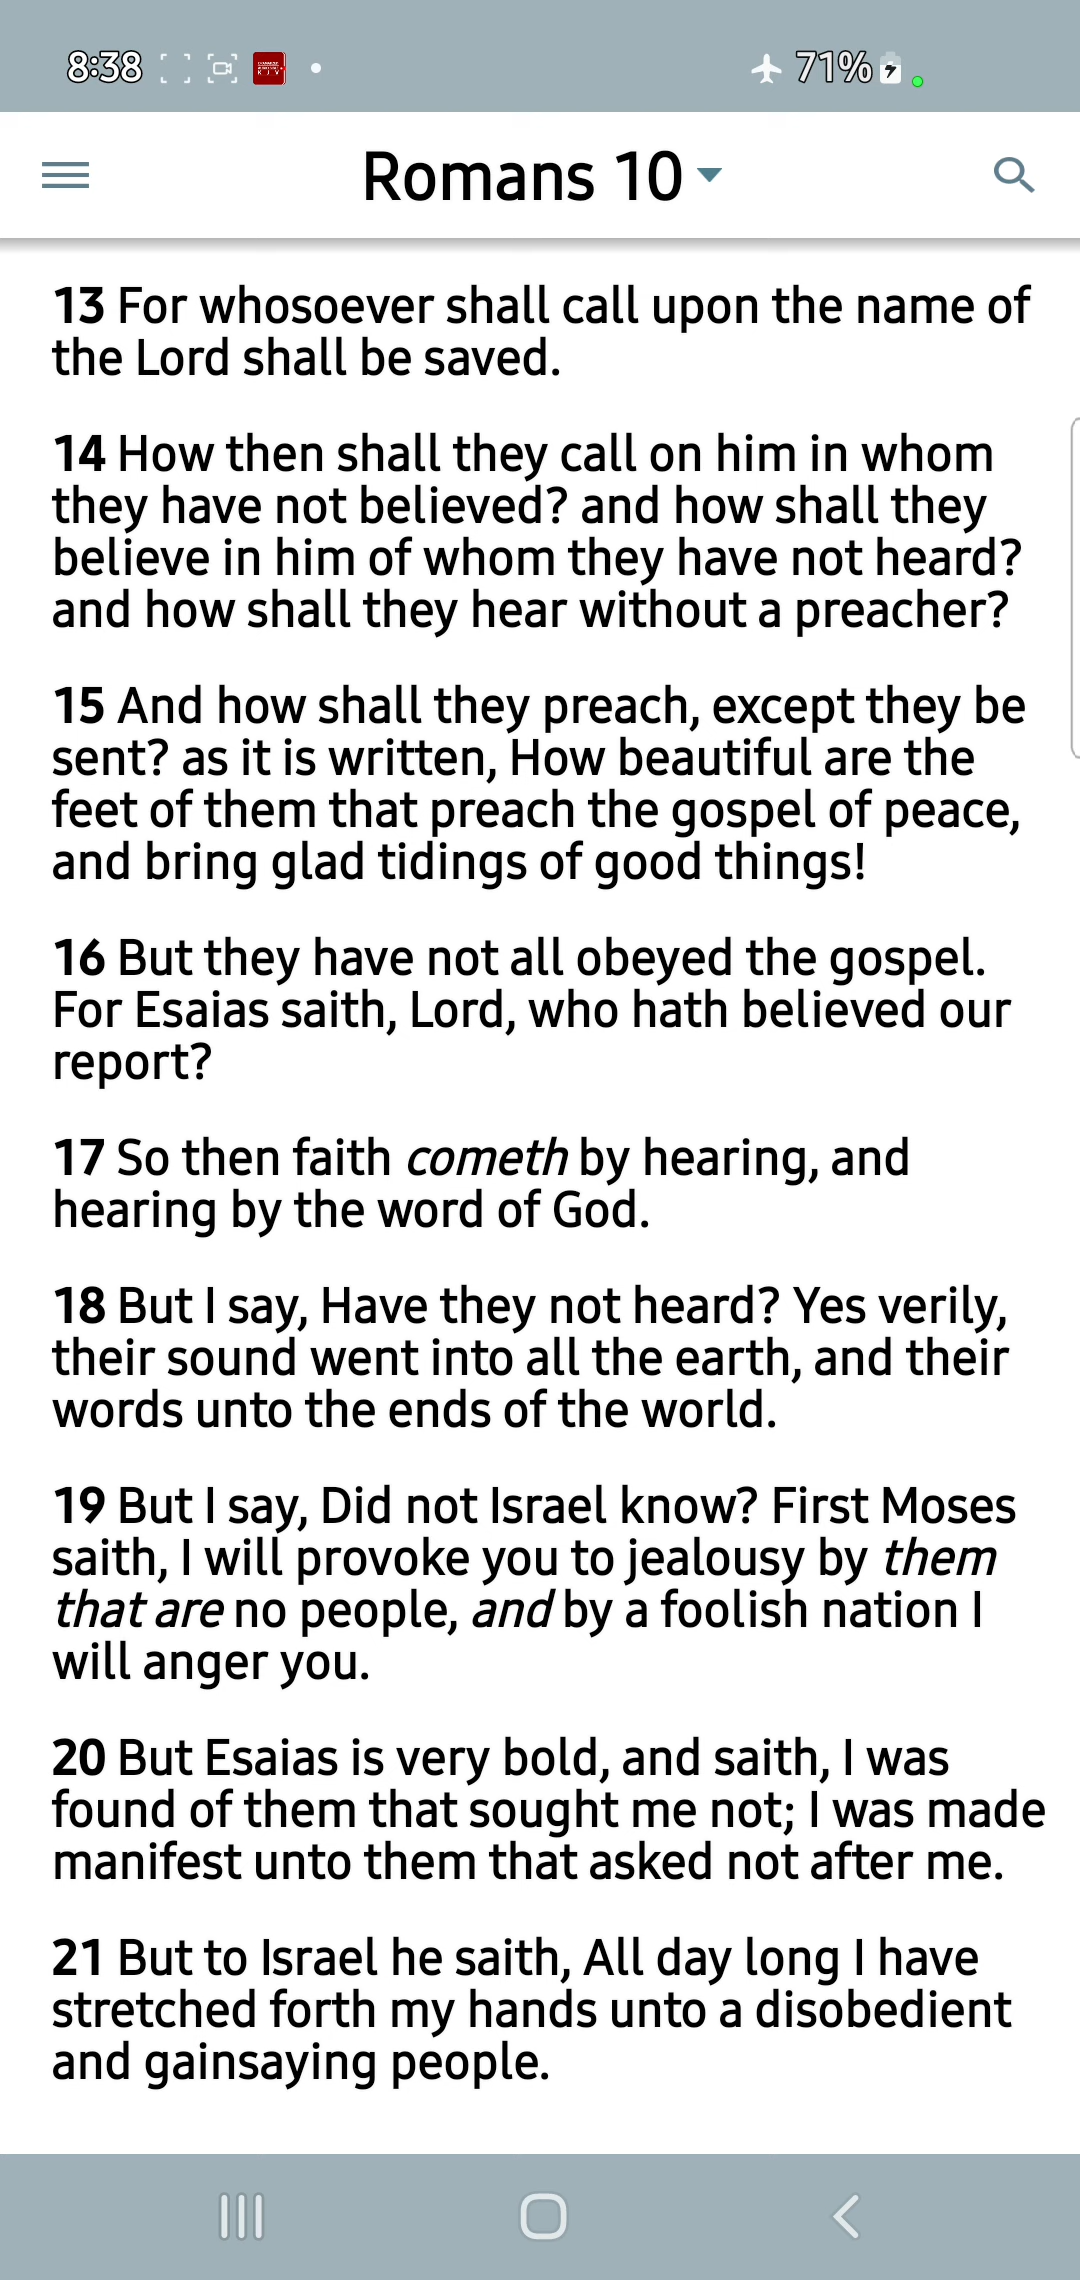 8:38
71%
Romans 10
13 For whosoever shall call upon the name of
the Lord shall be saved.
14 How then shall they call on him in whom
they have not believed? and how shall they
believe in him of whom they have not heard?
and how shall they hear without a preacher?
15 And how shall they preach, except they be
sent? as it is written, How beautiful are the
feet of them that preach the gospel of peace,
and bring glad tidings of good things!
16 But they have not all obeyed the gospel.
For Esaias saith, Lord, who hath believed our
report?
17 So then faith cometh by hearing, and
hearing by the word of God.
18 But I say, Have they not heard? Yes verily,
their sound went into all the earth, and their
words unto the ends of the world.
19 But I say, Did not Israel know? First Moses
saith, I will provoke you to jealousy by them
that are no people, and by a foolish nation I
will anger you.
20 But Esaias is very bold, and saith, I was
found of them that sought me not; I was made
manifest unto them that asked not after me.
21 But to Israel he saith, All day long I have
stretched forth my hands unto a disobedient
and gainsaying people.